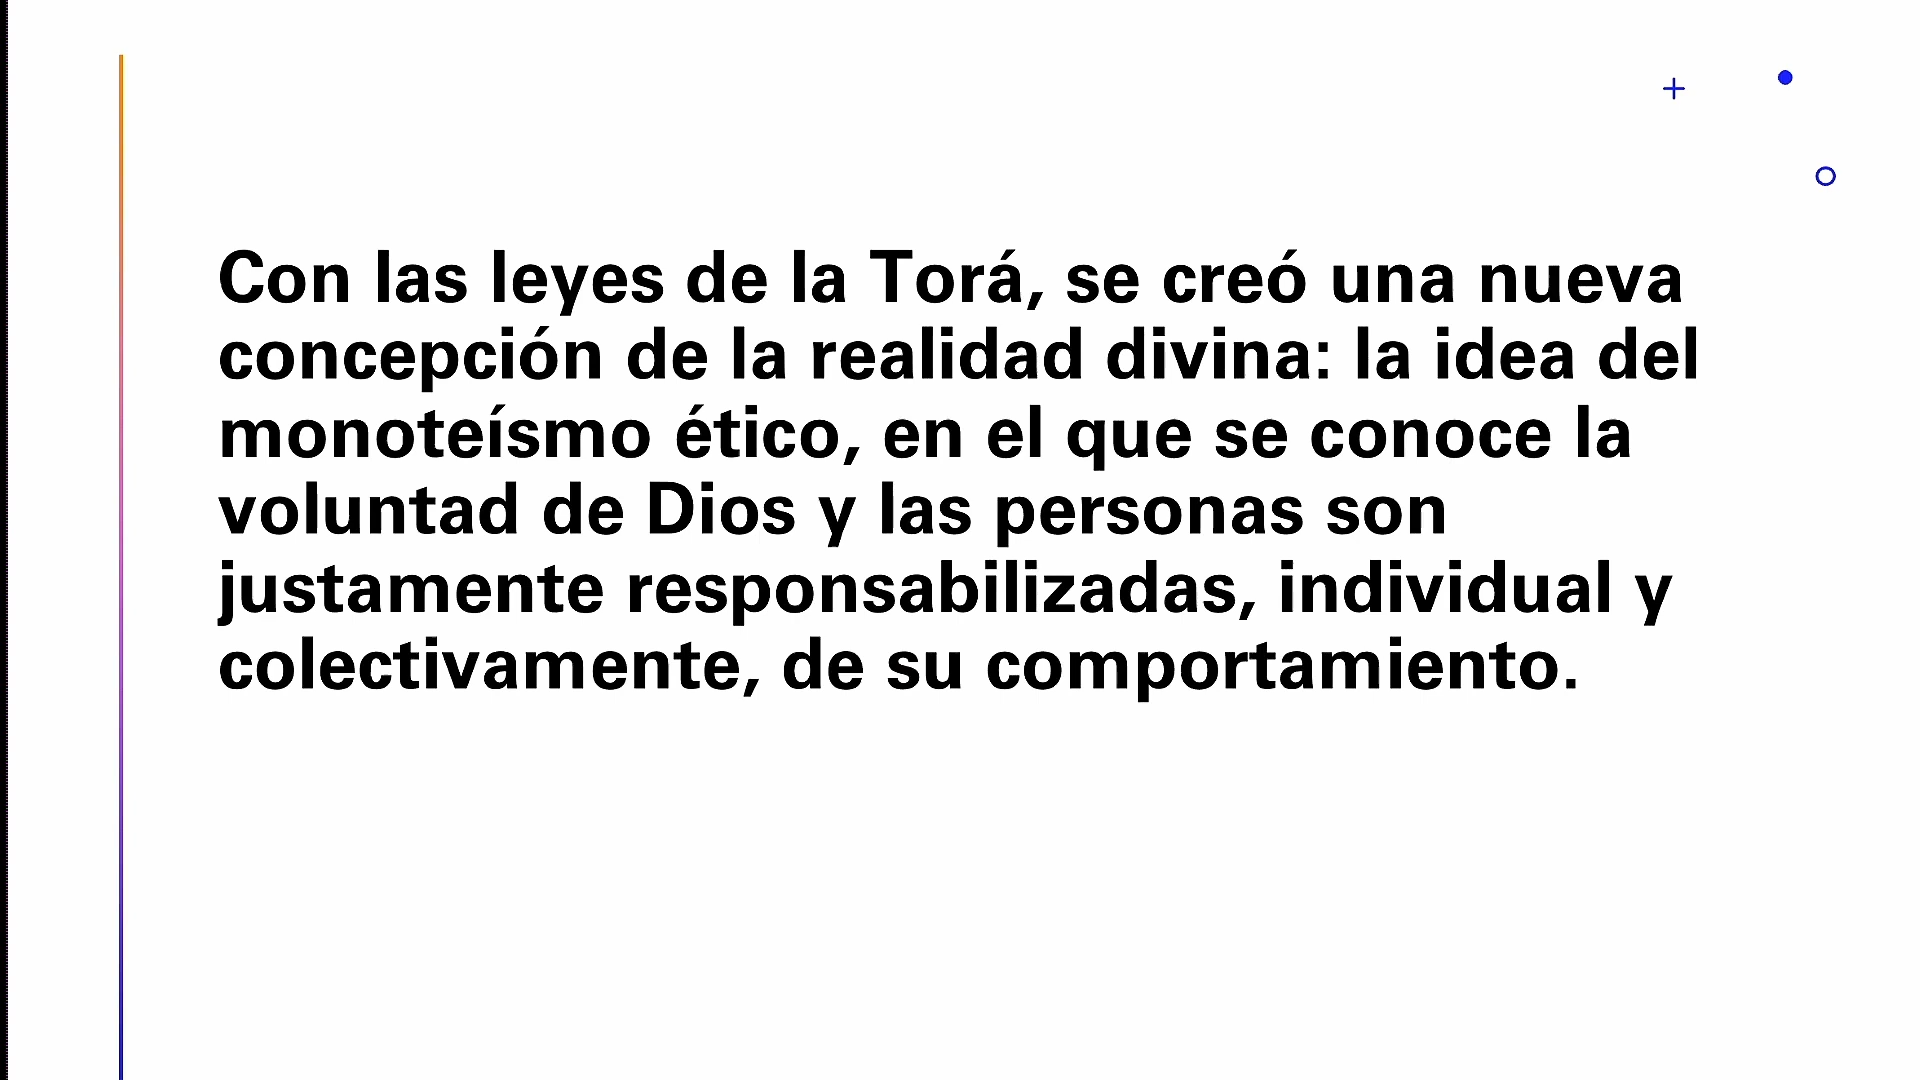 Con las leyes de la Torá, se creó una nueva
concepción de la realidad divina: la idea del
monoteísmo ético, en el que se conoce la
voluntad de Dios y las personas son
justamente responsabilizadas, individual y
colectivamente, de su comportamiento.